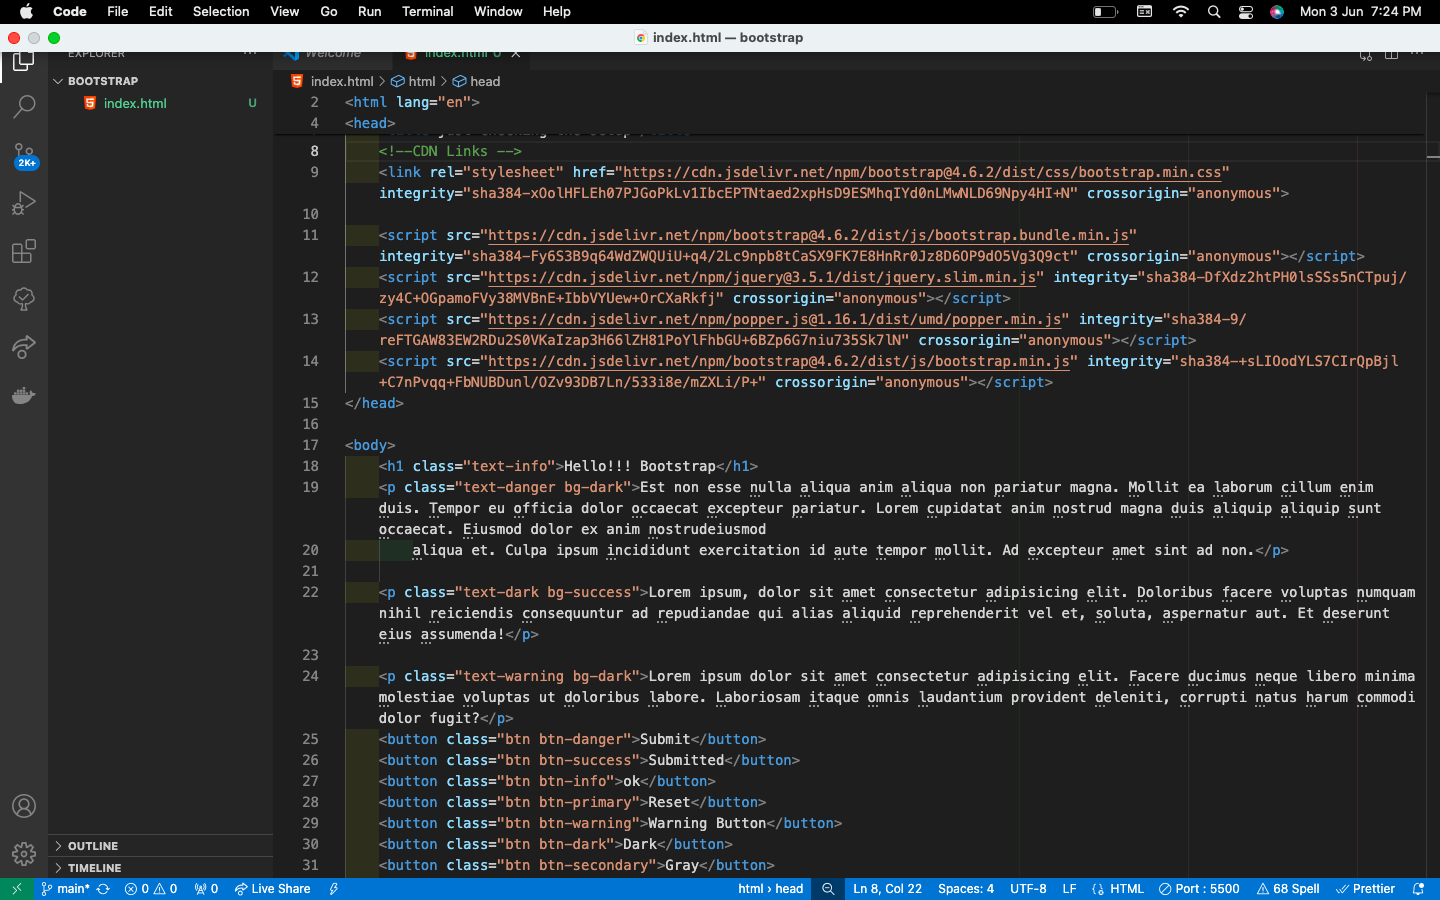 Code File Edit Selection View Go Run Terminal Window Help Mon 3 Jun 7:24 PM
index.html — bootstrap
EXPLORER Welcome index.html U
BOOTSTRAP
index.html U
2K+
OUTLINE
TIMELINE
index.html > html > head
2 <html lang="en">
4 <head>
8 <!--CDN Links -->
9 <link rel="stylesheet" href="https://cdn.jsdelivr.net/npm/bootstrap@4.6.2/dist/css/bootstrap.min.css"
integrity="sha384-xOolHFLEh07PJGoPkLv1IbcEPTNtaed2xpHsD9ESMhqIYd0nLMwNLD69Npy4HI+N" crossorigin="anonymous">
10
11 <script src="https://cdn.jsdelivr.net/npm/bootstrap@4.6.2/dist/js/bootstrap.bundle.min.js"
integrity="sha384-Fy6S3B9q64WdZWQUiU+q4/2Lc9npb8tCaSX9FK7E8HnRr0Jz8D6OP9dO5Vg3Q9ct" crossorigin="anonymous"></script>
12 <script src="https://cdn.jsdelivr.net/npm/jquery@3.5.1/dist/jquery.slim.min.js" integrity="sha384-DfXdz2htPH0lsSSs5nCTpuj/
zy4C+OGpamoFVy38MVBnE+IbbVYUew+OrCXaRkfj" crossorigin="anonymous"></script>
13 <script src="https://cdn.jsdelivr.net/npm/popper.js@1.16.1/dist/umd/popper.min.js" integrity="sha384-9/
reFTGAW83EW2RDu2S0VKaIzap3H66lZH81PoYlFhbGU+6BZp6G7niu735Sk7lN" crossorigin="anonymous"></script>
14 <script src="https://cdn.jsdelivr.net/npm/bootstrap@4.6.2/dist/js/bootstrap.min.js" integrity="sha384-+sLIOodYLS7CIrQpBjl
+C7nPvqq+FbNUBDunl/OZv93DB7Ln/533i8e/mZXLi/P+" crossorigin="anonymous"></script>
15 </head>
16
17 <body>
18 <h1 class="text-info">Hello!!! Bootstrap</h1>
19 <p class="text-danger bg-dark">Est non esse nulla aliqua anim aliqua non pariatur magna. Mollit ea laborum cillum enim
duis. Tempor eu officia dolor occaecat excepteur pariatur. Lorem cupidatat anim nostrud magna duis aliquip aliquip sunt
occaecat. Eiusmod dolor ex anim nostrudeiusmod
20 aliqua et. Culpa ipsum incididunt exercitation id aute tempor mollit. Ad excepteur amet sint ad non.</p>
21
22 <p class="text-dark bg-success">Lorem ipsum, dolor sit amet consectetur adipisicing elit. Doloribus facere voluptas numquam
nihil reiciendis consequuntur ad repudiandae qui alias aliquid reprehenderit vel et, soluta, aspernatur aut. Et deserunt
eius assumenda!</p>
23
24 <p class="text-warning bg-dark">Lorem ipsum dolor sit amet consectetur adipisicing elit. Facere ducimus neque libero minima
molestiae voluptas ut doloribus labore. Laboriosam itaque omnis laudantium provident deleniti, corrupti natus harum commodi
dolor fugit?</p>
25 <button class="btn btn-danger">Submit</button>
26 <button class="btn btn-success">Submitted</button>
27 <button class="btn btn-info">ok</button>
28 <button class="btn btn-primary">Reset</button>
29 <button class="btn btn-warning">Warning Button</button>
30 <button class="btn btn-dark">Dark</button>
31 <button class="btn btn-secondary">Gray</button>
main* 0 0 0 Live Share html › head Ln 8, Col 22 Spaces: 4 UTF-8 LF HTML Port : 5500 68 Spell Prettier